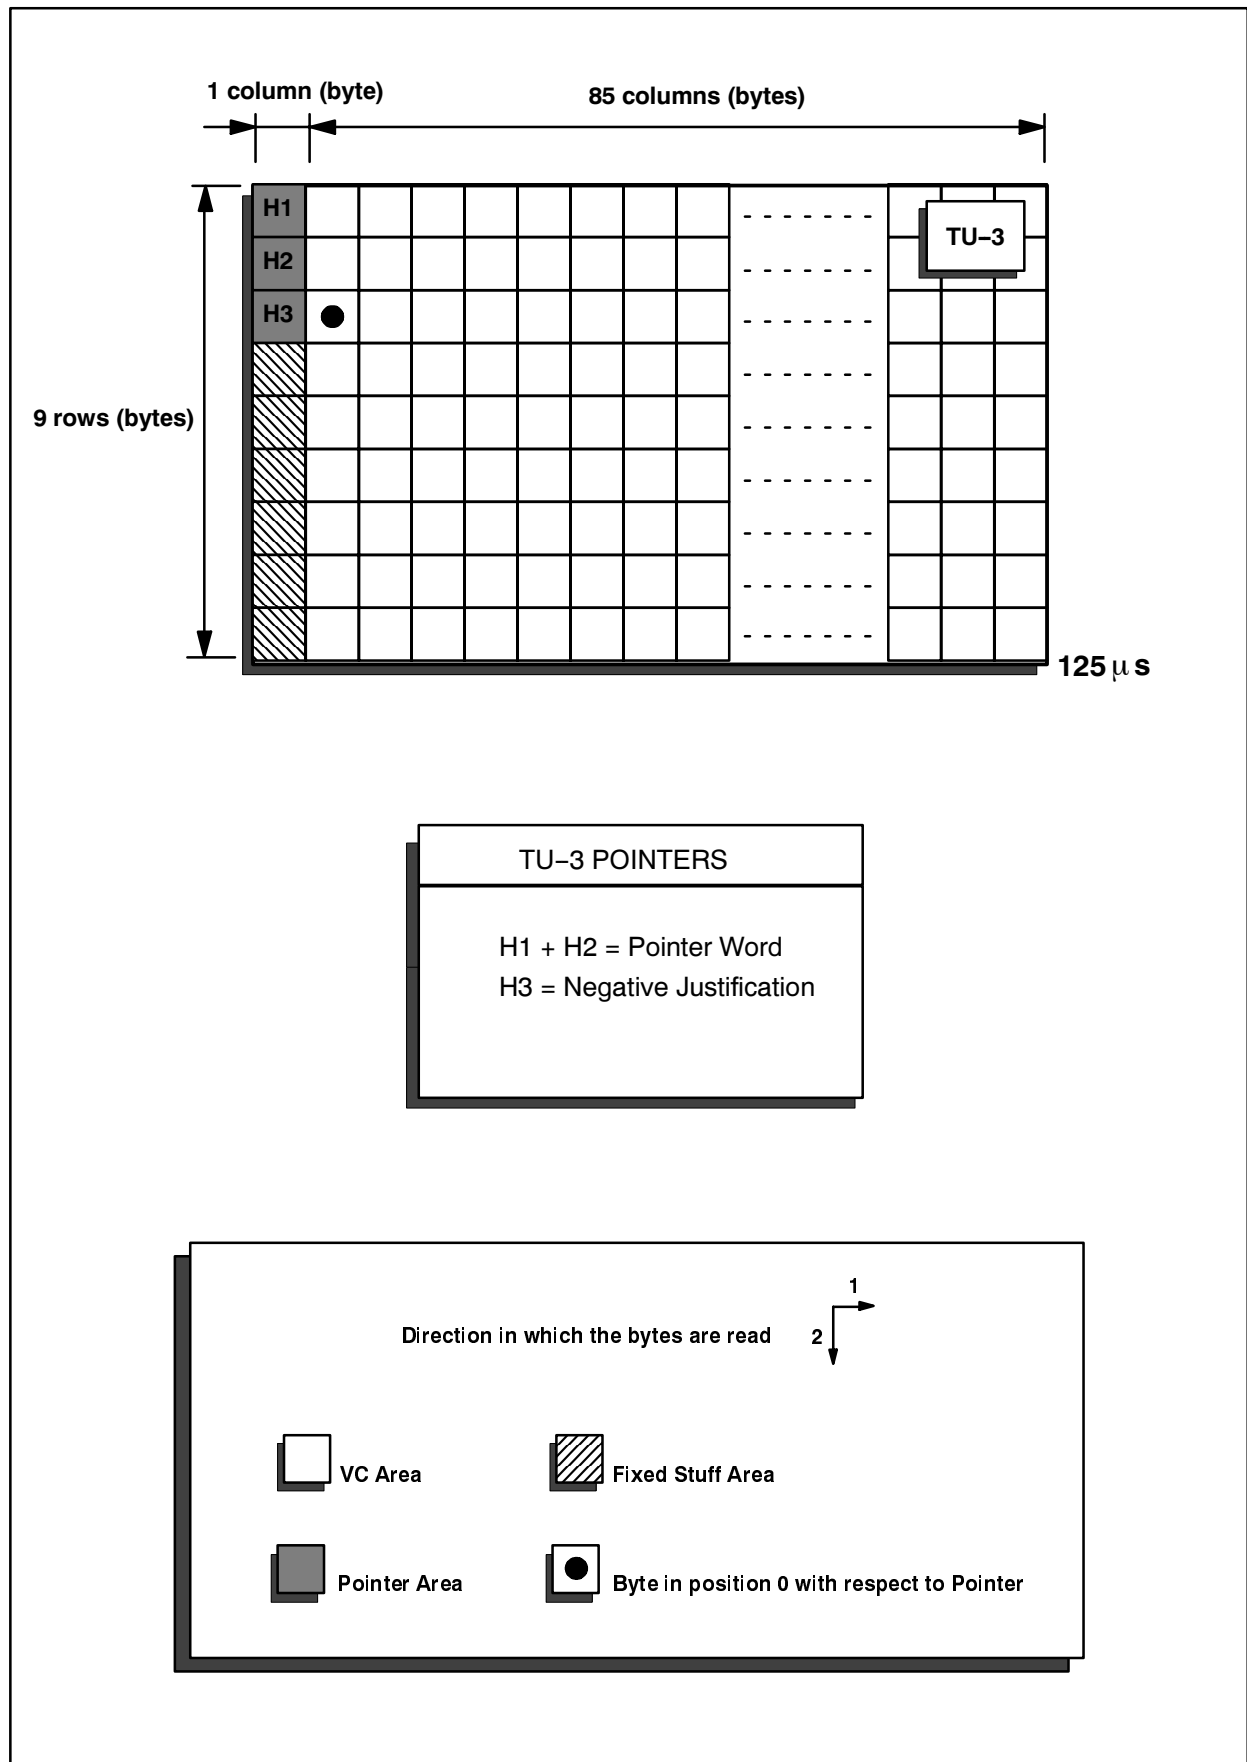 1 column (byte)
85 columns (bytes)
H1
TU–3
H2
H3
9 rows (bytes)
125 μ s
TU–3 POINTERS
H1 + H2 = Pointer Word
H3 = Negative Justification
1
Direction in which the bytes are read
2
VC Area
Fixed Stuff Area
Pointer Area
Byte in position 0 with respect to Pointer